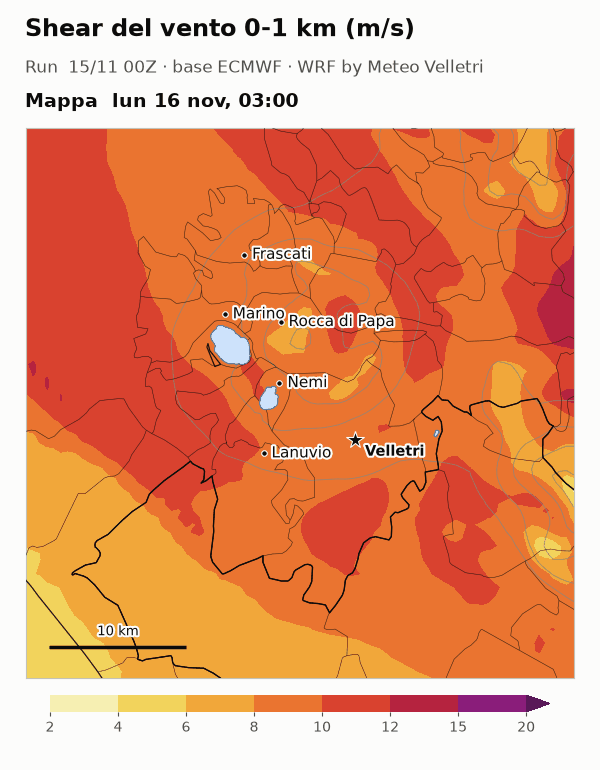 Shear del vento 0-1 km (m/s)
Run  15/11 00Z · base ECMWF · WRF by Meteo Velletri
Mappa  lun 16 nov, 03:00
Frascati
Marino
Rocca di Papa
Nemi
Velletri
Lanuvio
10 km
2 4 6 8 10 12 15 20